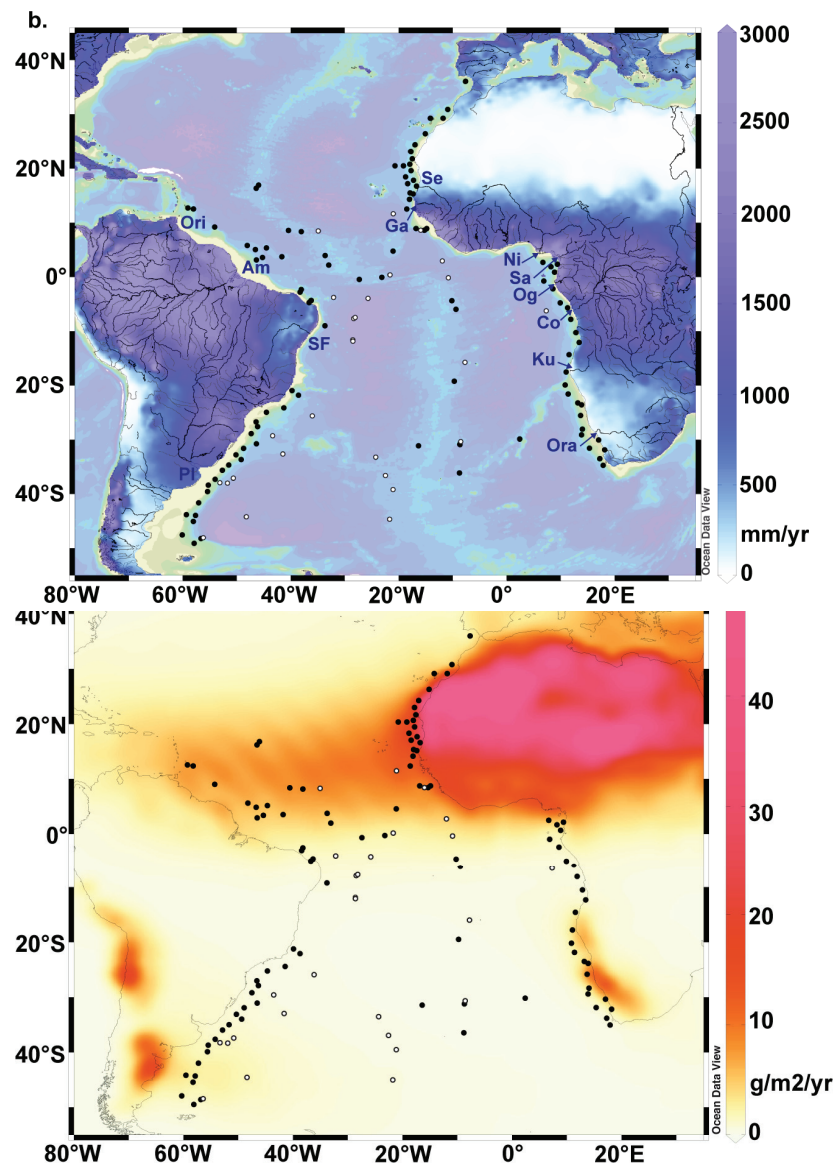 b.
40°N
20°N
0°
20°S
40°S
80°W
60°W
40°W
20°W
0°
20°E
Ori
Am
SF
Pl
Se
Ga
Ni
Sa
Og
Co
Ku
Ora
3000
2500
2000
1500
1000
500
mm/yr
0
Ocean Data View
40°N
20°N
0°
20°S
40°S
80°W
60°W
40°W
20°W
0°
20°E
40
30
20
10
g/m2/yr
0
Ocean Data View